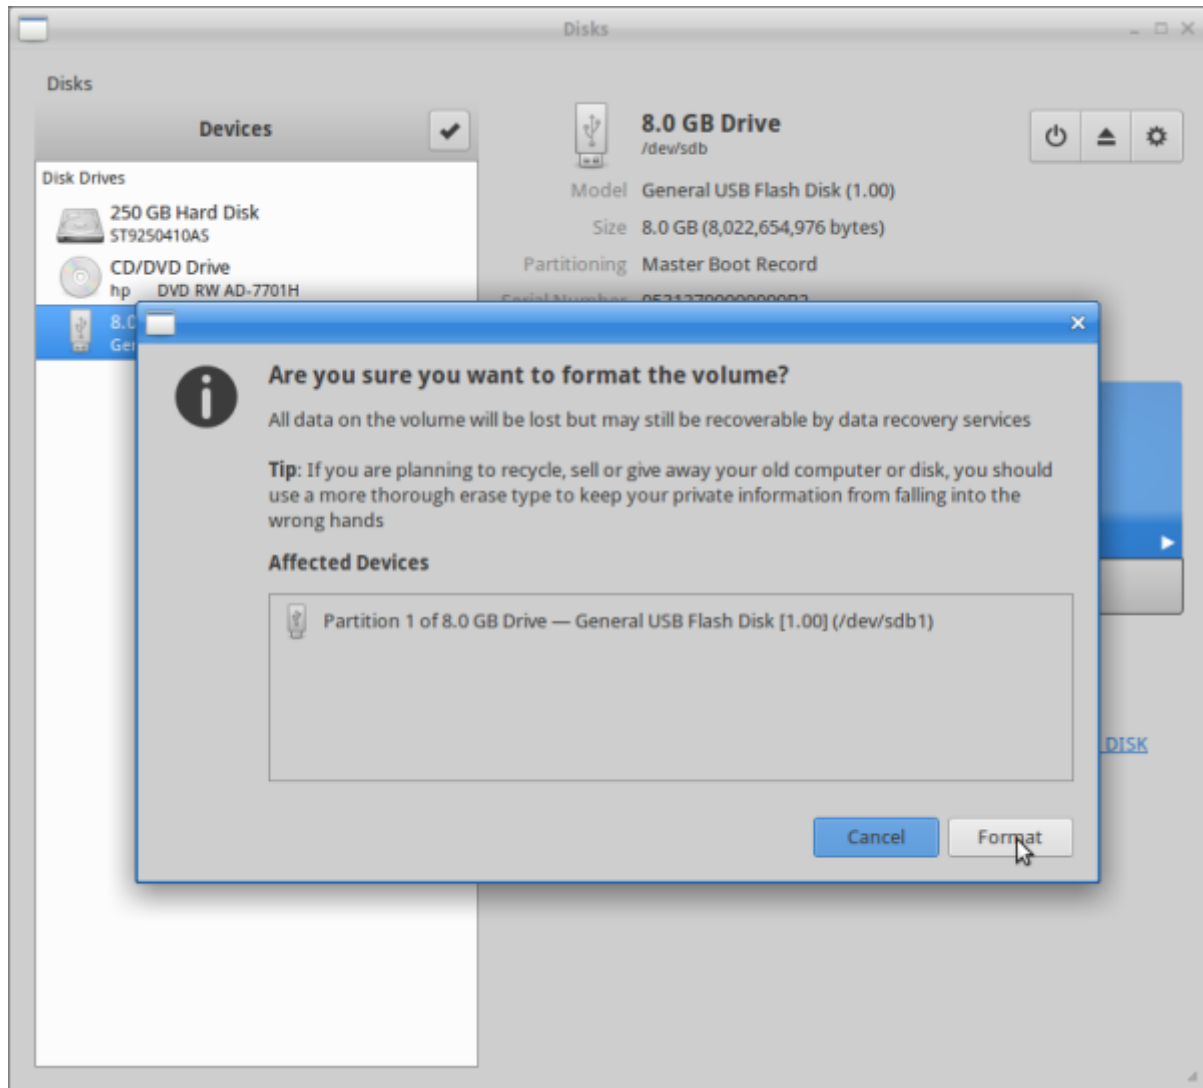 Disks
Disks
Devices
Disk Drives
250 GB Hard Disk
ST9250410AS
CD/DVD Drive
hp DVD RW AD-7701H
8.0
Ger
8.0 GB Drive
/dev/sdb
Model General USB Flash Disk (1.00)
Size 8.0 GB (8,022,654,976 bytes)
Partitioning Master Boot Record
Serial Number
Are you sure you want to format the volume?
All data on the volume will be lost but may still be recoverable by data recovery services
Tip: If you are planning to recycle, sell or give away your old computer or disk, you should
use a more thorough erase type to keep your private information from falling into the
wrong hands
Affected Devices
Partition 1 of 8.0 GB Drive — General USB Flash Disk [1.00] (/dev/sdb1)
DISK
Cancel Format